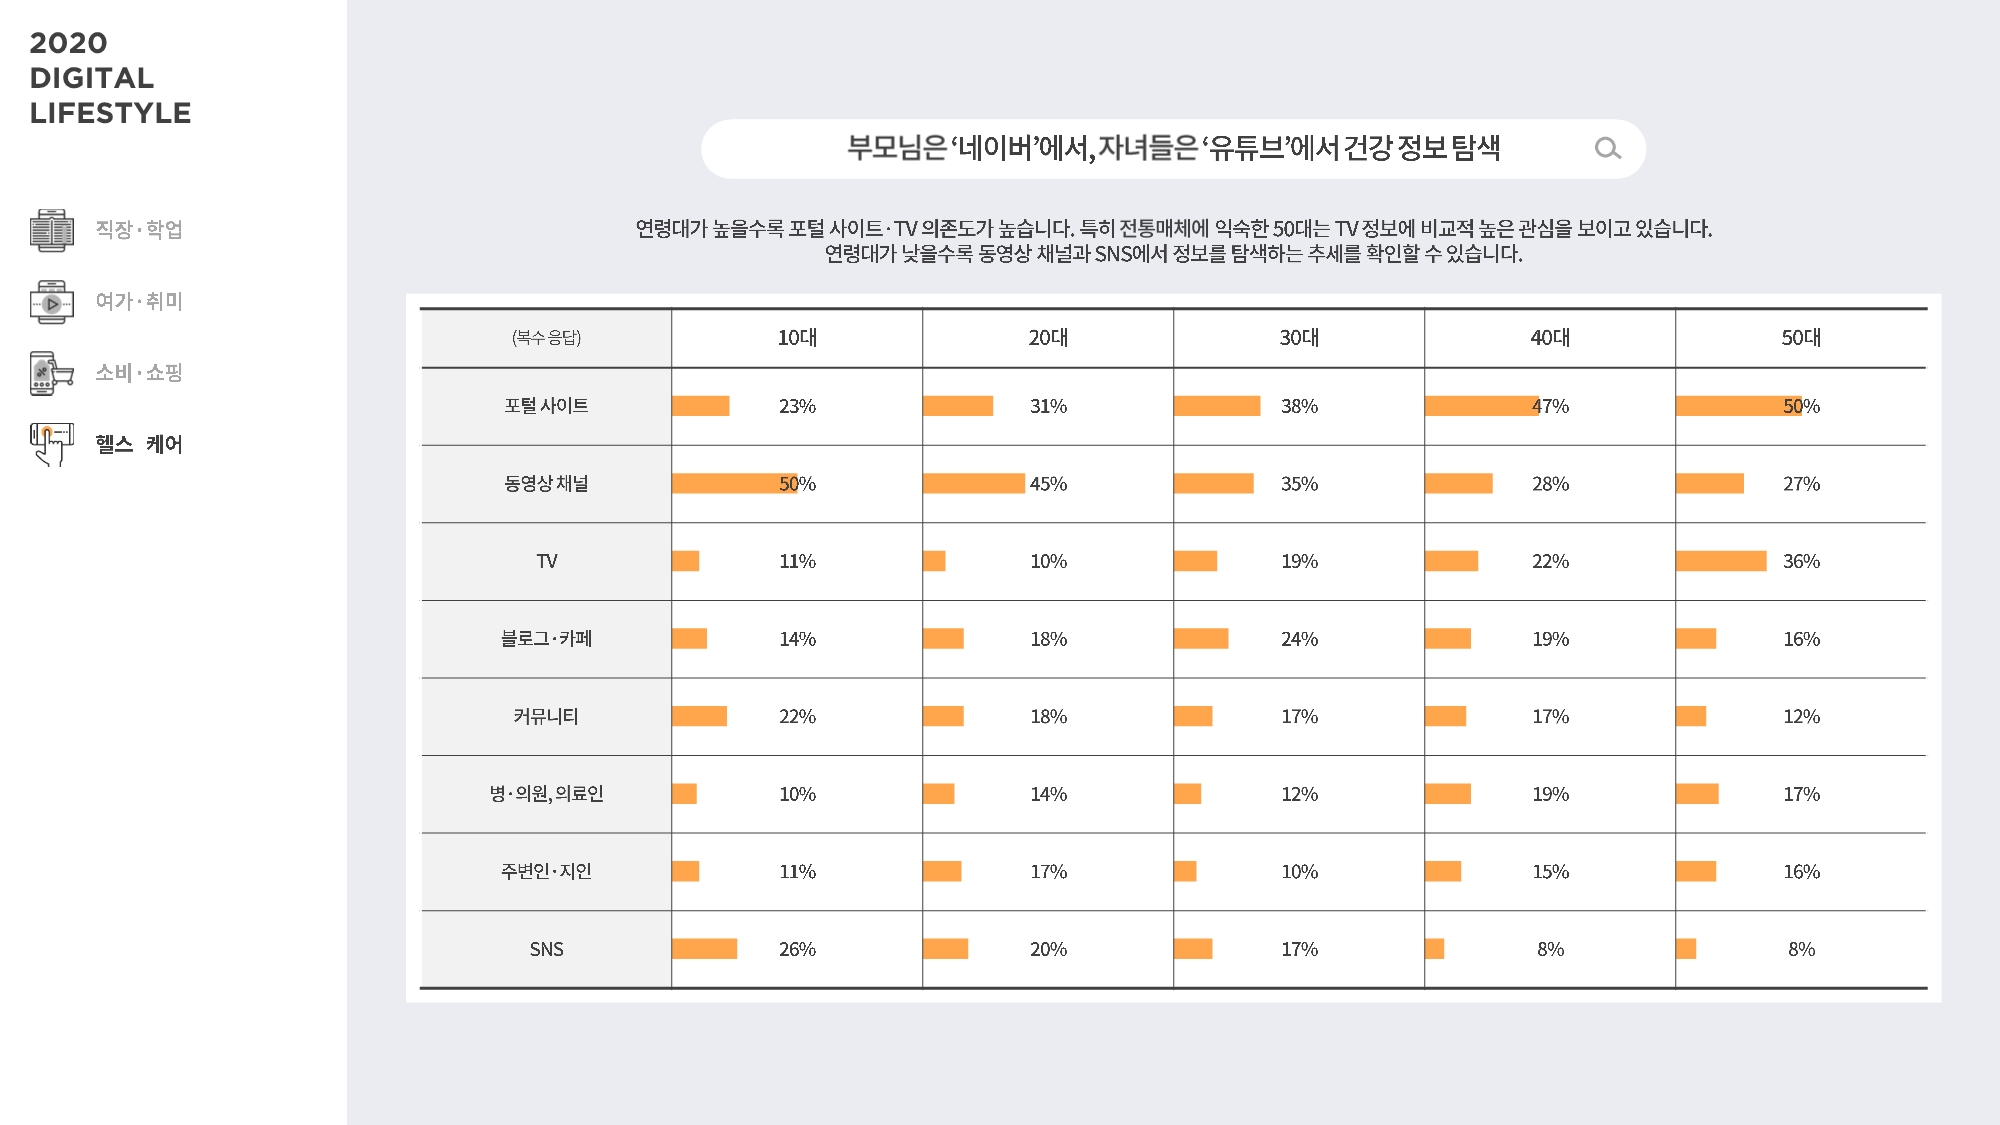 2020
DIGITAL
LIFESTYLE
직장·학업
여가·취미
소비·쇼핑
헬스 케어
부모님은 ‘네이버’에서, 자녀들은 ‘유튜브’에서 건강 정보 탐색
연령대가 높을수록 포털 사이트·TV 의존도가 높습니다. 특히 전통매체에 익숙한 50대는 TV 정보에 비교적 높은 관심을 보이고 있습니다.
연령대가 낮을수록 동영상 채널과 SNS에서 정보를 탐색하는 추세를 확인할 수 있습니다.
(복수 응답) 10대 20대 30대 40대 50대
포털 사이트 23% 31% 38% 47% 50%
동영상 채널 50% 45% 35% 28% 27%
TV 11% 10% 19% 22% 36%
블로그·카페 14% 18% 24% 19% 16%
커뮤니티 22% 18% 17% 17% 12%
병·의원, 의료인 10% 14% 12% 19% 17%
주변인·지인 11% 17% 10% 15% 16%
SNS 26% 20% 17% 8% 8%